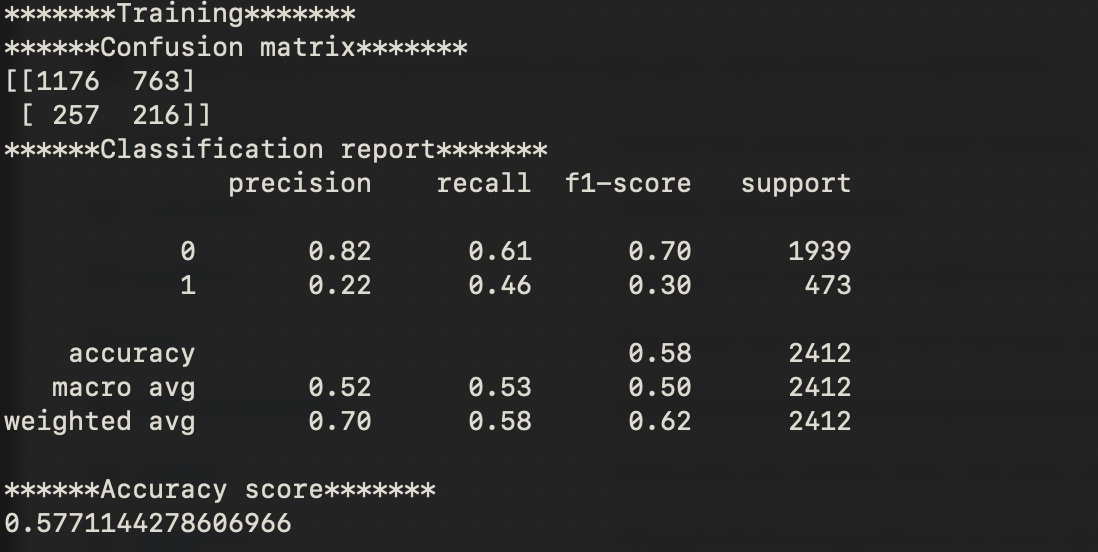 *******Training*******
******Confusion matrix*******
[[1176  763]
 [ 257  216]]
******Classification report*******
              precision    recall  f1-score   support

           0       0.82      0.61      0.70      1939
           1       0.22      0.46      0.30       473

    accuracy                           0.58      2412
   macro avg       0.52      0.53      0.50      2412
weighted avg       0.70      0.58      0.62      2412

******Accuracy score*******
0.5771144278606966